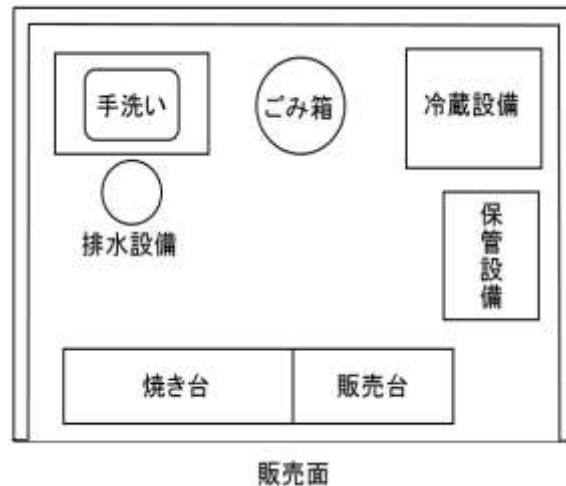 手洗い
ごみ箱
冷蔵設備
排水設備
保管設備
焼き台
販売台
販売面